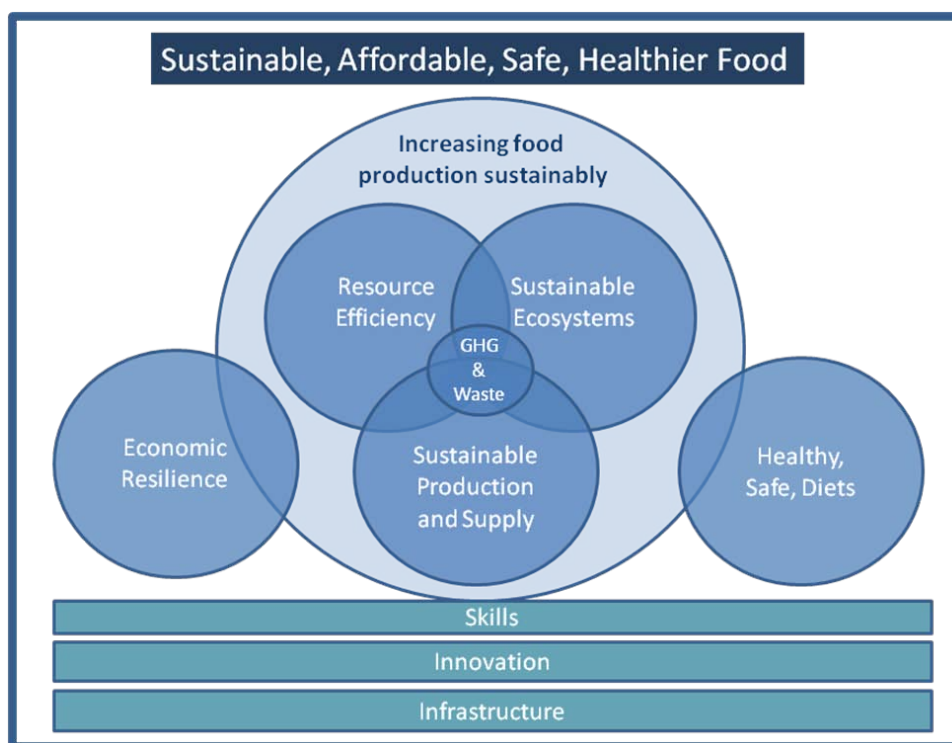 Sustainable, Affordable, Safe, Healthier Food
Increasing food
production sustainably
Resource
Efficiency
Sustainable
Ecosystems
GHG
&
Waste
Economic
Resilience
Sustainable
Production
and Supply
Healthy,
Safe, Diets
Skills
Innovation
Infrastructure